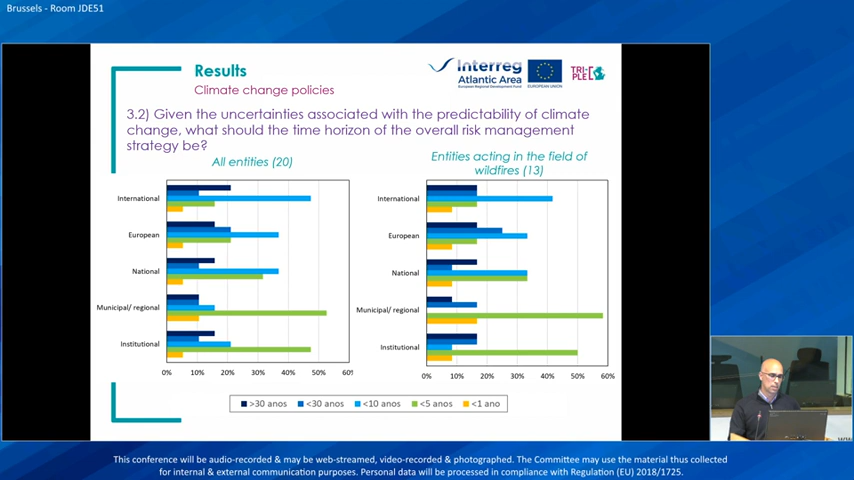 Brussels - Room JDE51
Results
Climate change policies
Interreg
Atlantic Area
European Regional Development Fund
EUROPEAN UNION
TRI-
PLE
3.2) Given the uncertainties associated with the predictability of climate
change, what should the time horizon of the overall risk management
strategy be?
All entities (20)
International
European
National
Municipal/ regional
Institutional
0% 10% 20% 30% 40% 50% 60%
Entities acting in the field of
wildfires (13)
International
European
National
Municipal/ regional
Institutional
0% 10% 20% 30% 40% 50% 60%
>30 anos <30 anos <10 anos <5 anos <1 ano
This conference will be audio-recorded & may be web-streamed, video-recorded & photographed. The Committee may use the material thus collected
for internal & external communication purposes. Personal data will be processed in compliance with Regulation (EU) 2018/1725.